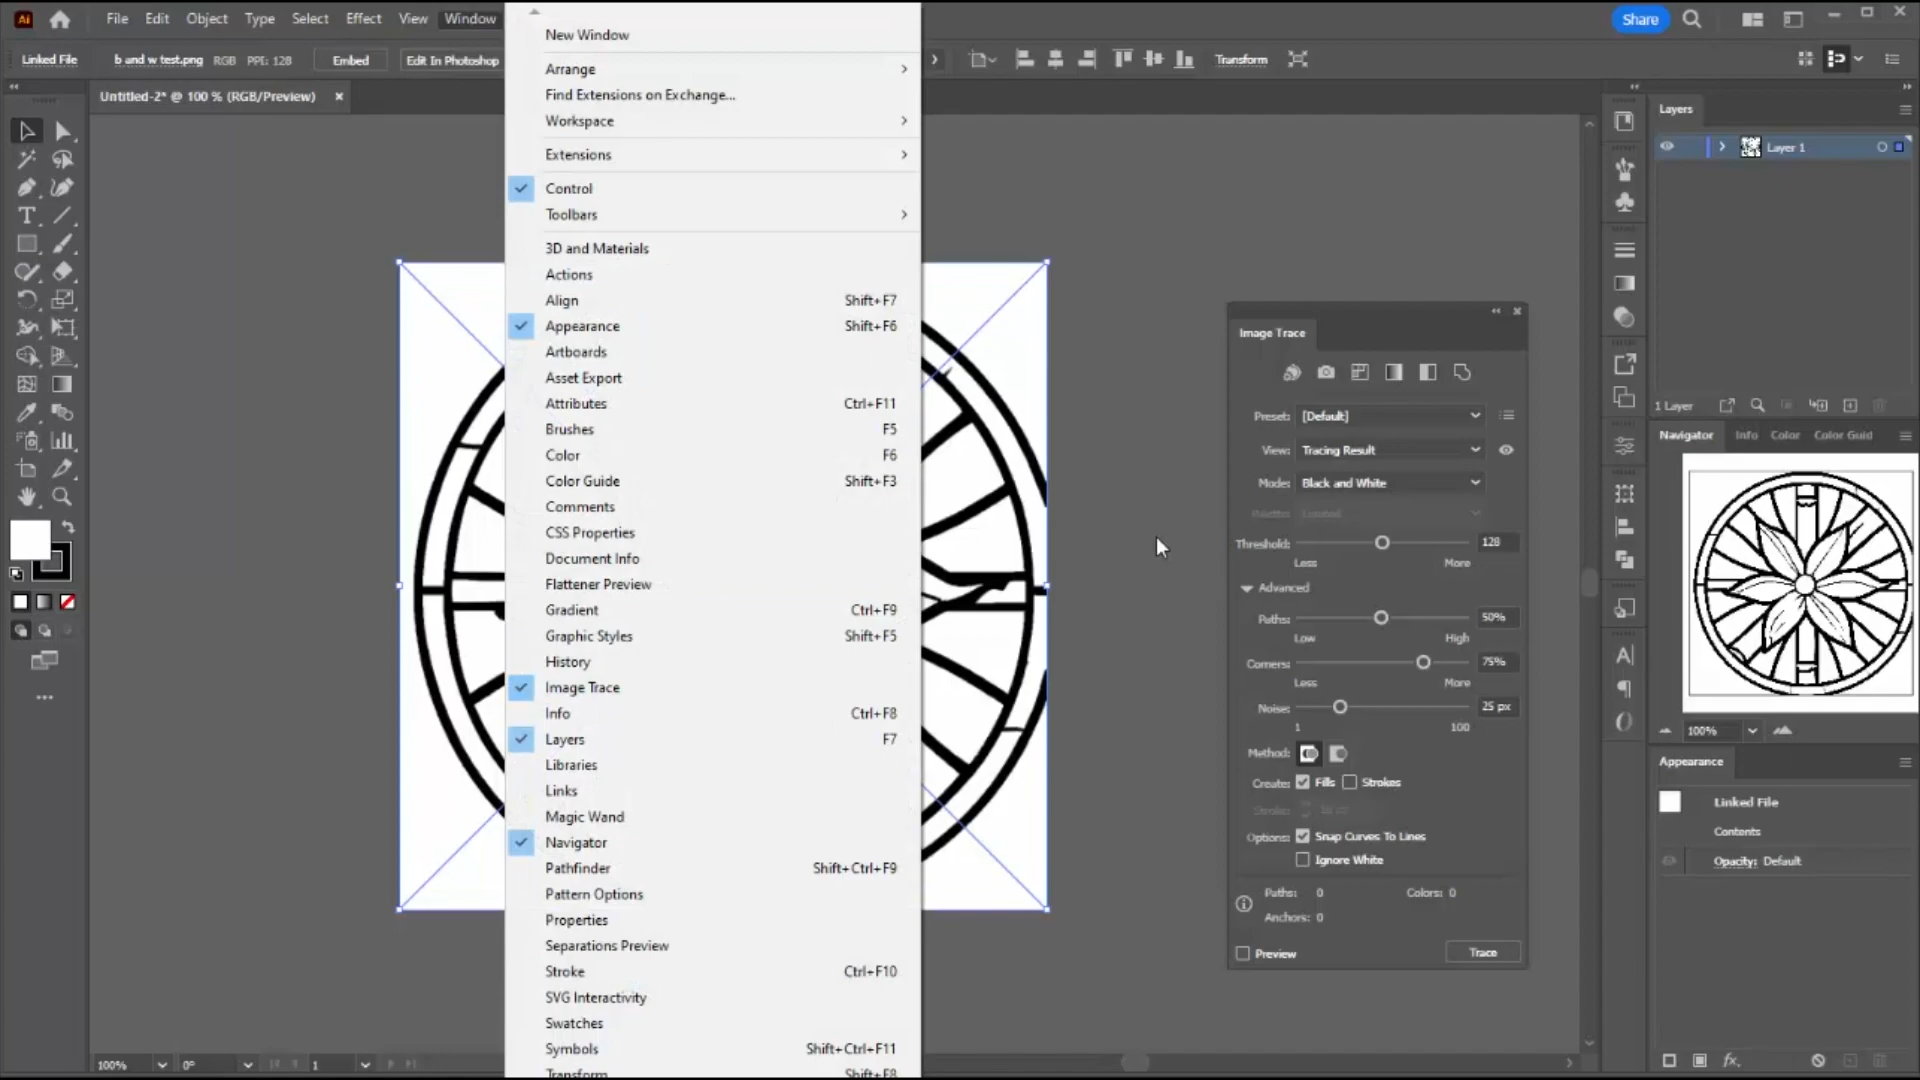 Ai File Edit Object Type Select Effect View Window Share
Linked File b and w test.png RGB PPI: 128 Embed Edit In Photoshop Transform
Untitled-2* @ 100 % (RGB/Preview) ×
New Window
Arrange
Find Extensions on Exchange...
Workspace
Extensions
Control
Toolbars
3D and Materials
Actions
Align Shift+F7
Appearance Shift+F6
Artboards
Asset Export
Attributes Ctrl+F11
Brushes F5
Color F6
Color Guide Shift+F3
Comments
CSS Properties
Document Info
Flattener Preview
Gradient Ctrl+F9
Graphic Styles Shift+F5
History
Image Trace
Info Ctrl+F8
Layers F7
Libraries
Links
Magic Wand
Navigator
Pathfinder Shift+Ctrl+F9
Pattern Options
Properties
Separations Preview
Stroke Ctrl+F10
SVG Interactivity
Swatches
Symbols Shift+Ctrl+F11
Transform Shift+F8
Image Trace
Preset: [Default]
View: Tracing Result
Mode: Black and White
Palette: Limited
Threshold: 128
Less More
Advanced
Paths: 50%
Low High
Corners: 75%
Less More
Noise: 25 px
1 100
Method:
Create: Fills Strokes
Stroke:
Options: Snap Curves To Lines
Ignore White
Paths: 0 Colors: 0
Anchors: 0
Preview Trace
Layers
Layer 1
1 Layer
Navigator Info Color Color Guid
100%
Appearance
Linked File
Contents
Opacity: Default
fx
100% 0° 1